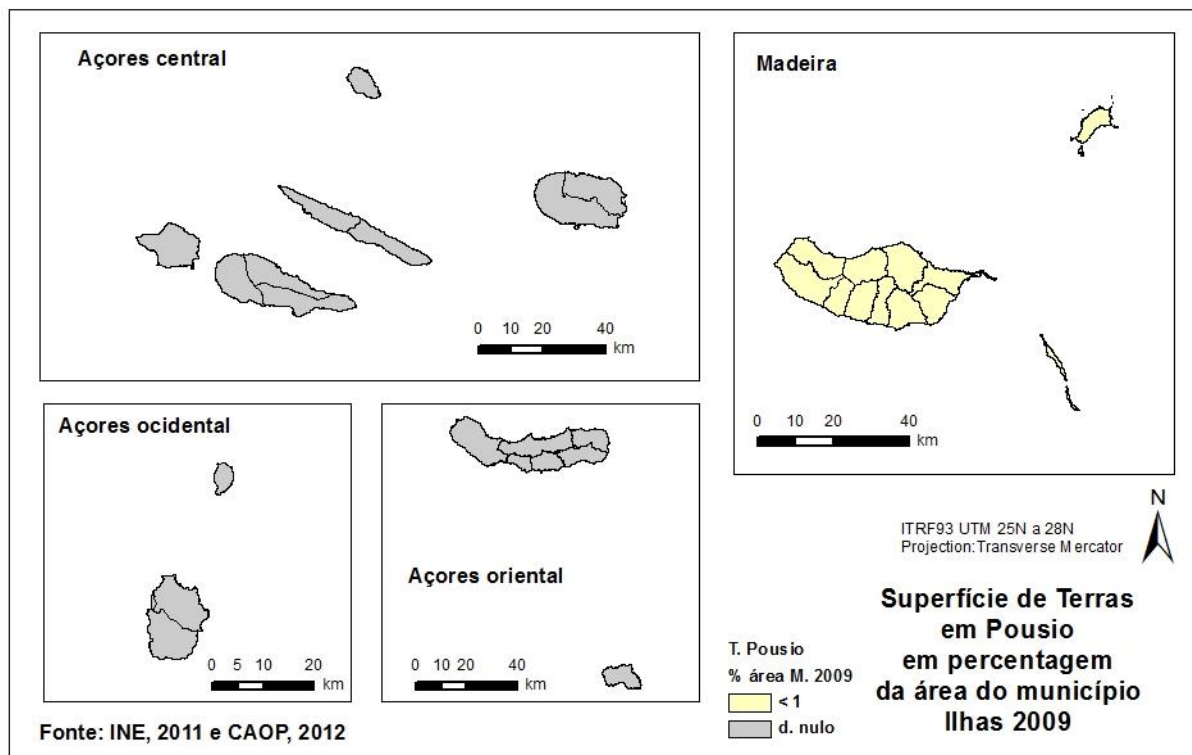 Açores central
0 10 20 40
km
Madeira
0 10 20 40
km
Açores ocidental
0 5 10 20
km
Açores oriental
0 10 20 40
km
N
ITRF93 UTM 25N a 28N
Projection:Transverse Mercator
T. Pousio
% área M. 2009
< 1
d. nulo
Superfície de Terras
em Pousio
em percentagem
da área do município
Ilhas 2009
Fonte: INE, 2011 e CAOP, 2012